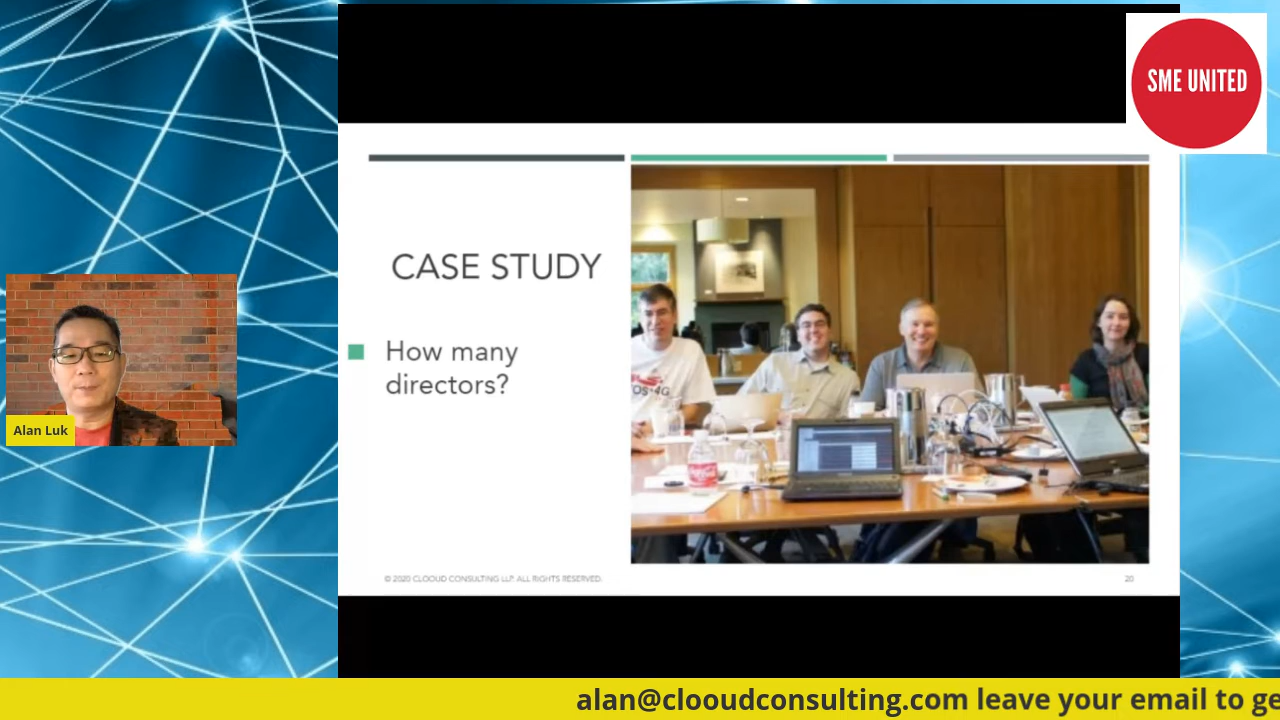 SME UNITED
CASE STUDY
How many
directors?
Alan Luk
© 2020 CLOOUD CONSULTING LLP. ALL RIGHTS RESERVED.
20
alan@clooudconsulting.com leave your email to ge